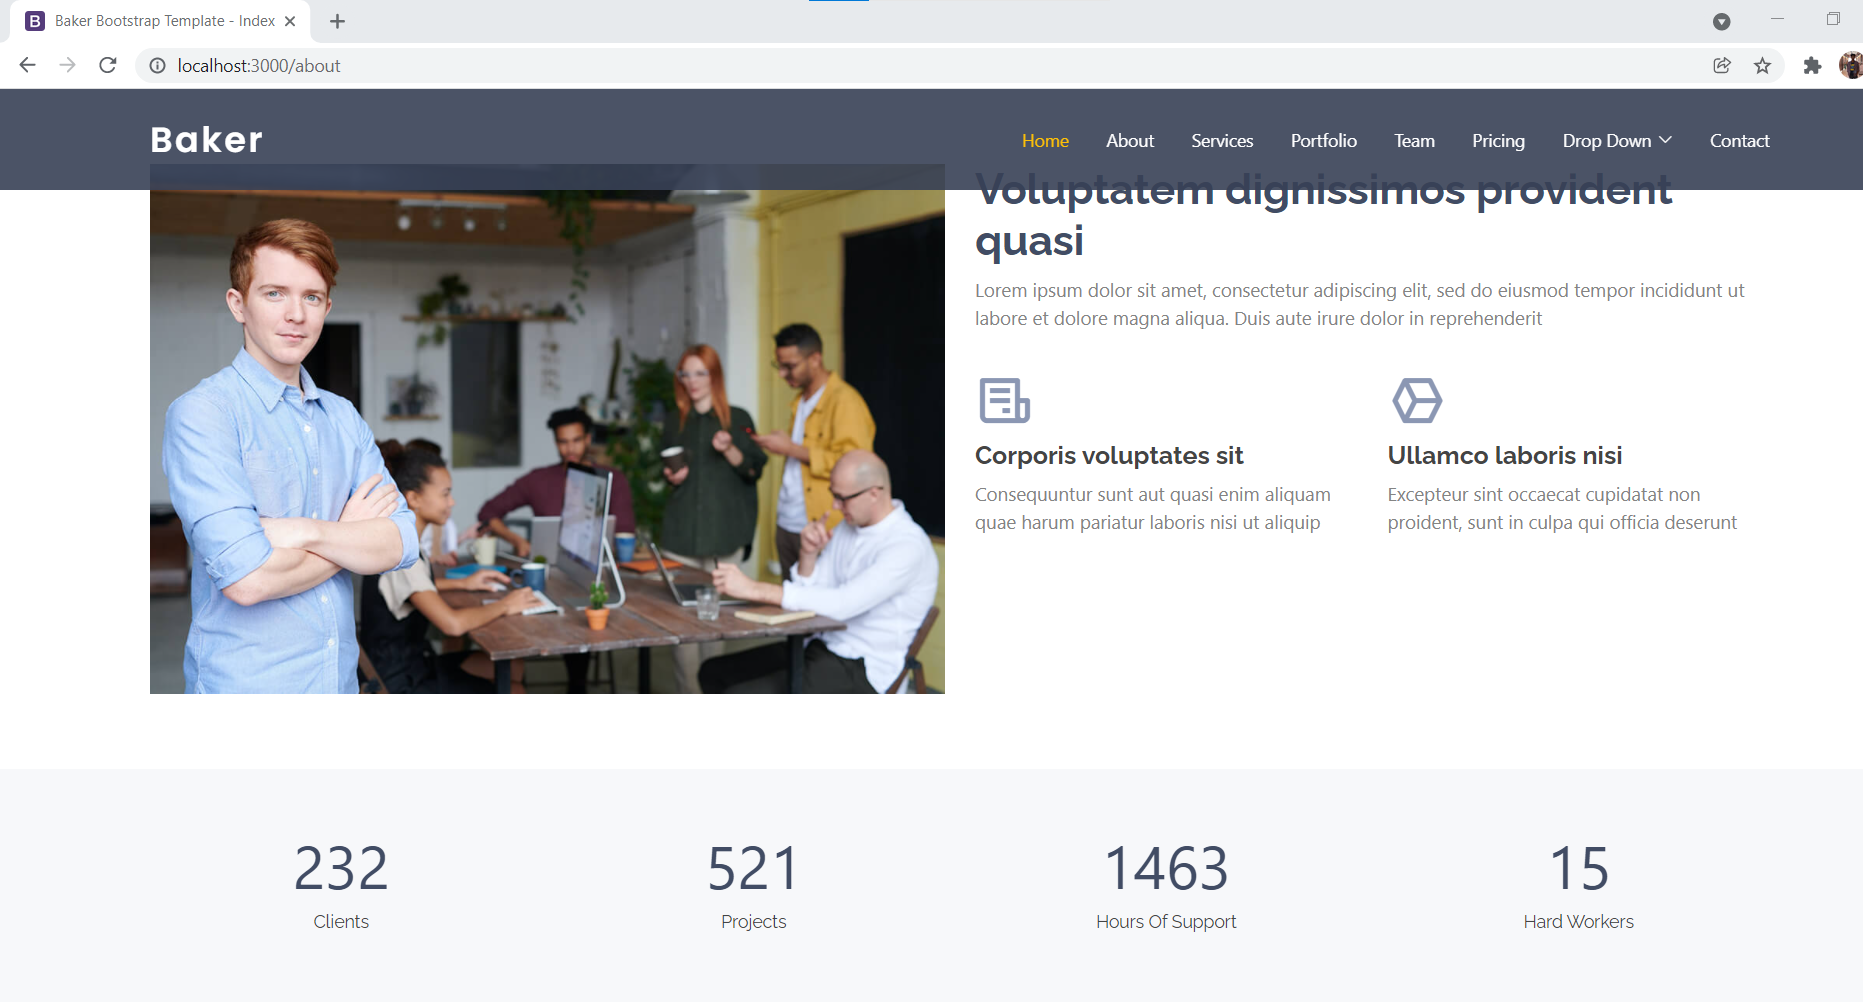 Baker Bootstrap Template - Index
localhost:3000/about
Baker
Home About Services Portfolio Team Pricing Drop Down Contact
Voluptatem dignissimos provident
quasi
Lorem ipsum dolor sit amet, consectetur adipiscing elit, sed do eiusmod tempor incididunt ut
labore et dolore magna aliqua. Duis aute irure dolor in reprehenderit
Corporis voluptates sit
Consequuntur sunt aut quasi enim aliquam
quae harum pariatur laboris nisi ut aliquip
Ullamco laboris nisi
Excepteur sint occaecat cupidatat non
proident, sunt in culpa qui officia deserunt
232
Clients
521
Projects
1463
Hours Of Support
15
Hard Workers